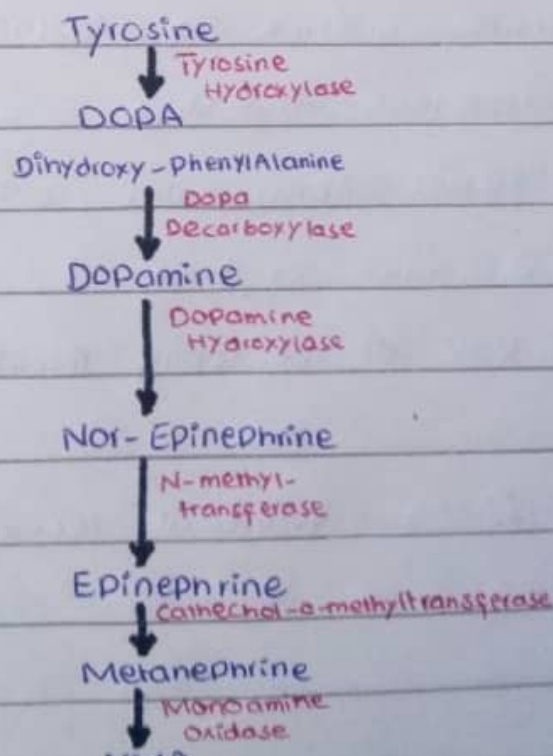 Tyrosine
Tyrosine
Hydroxylase
DOPA
Dihydroxy-PhenylAlanine
Dopa
Decarboxylase
Dopamine
Dopamine
Hydroxylase
Nor-Epinephrine
N-methyl-
transferase
Epinephrine
Cathechol-o-methyltransferase
Metanephrine
Monoamine
Oxidase